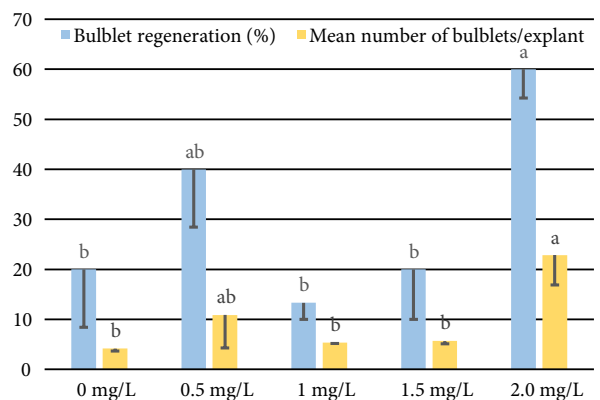 70
Bulblet regeneration (%) Mean number of bulblets/explant
a
60
50
ab
40
30
b b a
20
ab b
10
b b b
0
0 mg/L 0.5 mg/L 1 mg/L 1.5 mg/L 2.0 mg/L